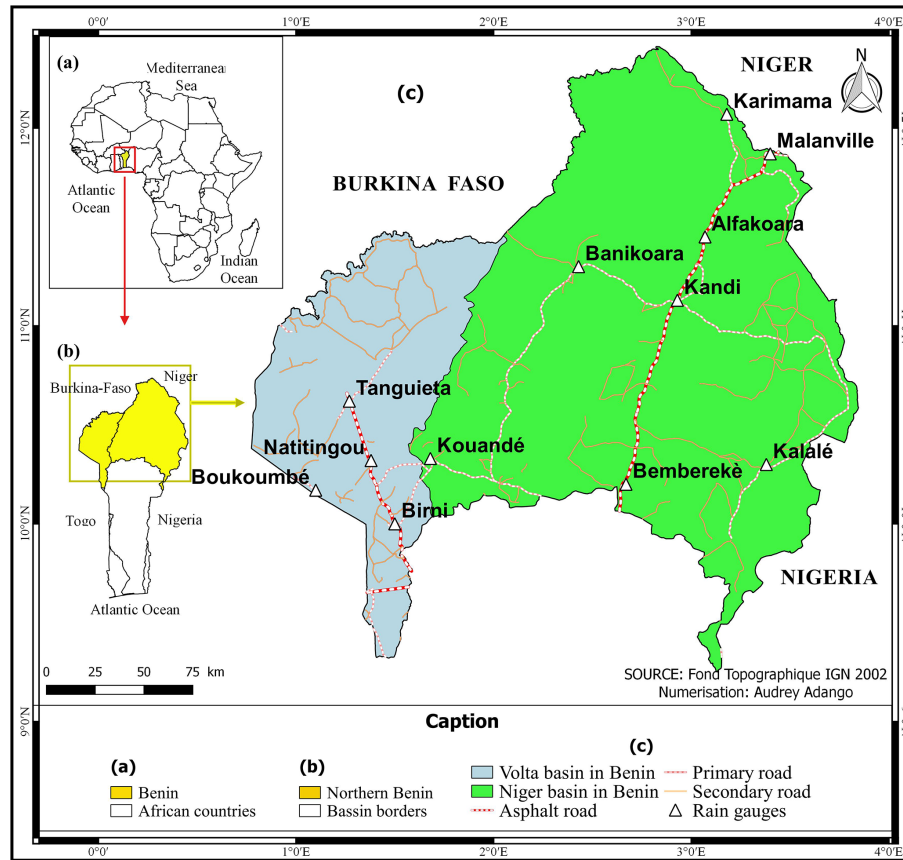 0°0'
1°0'E
2°0'E
3°0'E
4°0'E
(a)
Mediterranean
Sea
Atlantic
Ocean
Indian
Ocean
(b)
Burkina-Faso
Niger
Togo
Nigeria
Atlantic Ocean
(c)
NIGER
N
Karimama
Malanville
BURKINA FASO
Alfakoara
Banikoara
Kandi
Tanguieta
Natitingou
Kouandé
Kalalé
Boukoumbé
Bemberekè
Birni
NIGERIA
12°0'N
11°0'N
10°0'N
9°0'N
0 25 50 75 km
SOURCE: Fond Topographique IGN 2002
Numerisation: Audrey Adango
Caption
(a)
Benin
African countries
(b)
Northern Benin
Bassin borders
(c)
Volta basin in Benin
Niger basin in Benin
Asphalt road
Primary road
Secondary road
Rain gauges
0°0'
1°0'E
2°0'E
3°0'E
4°0'E